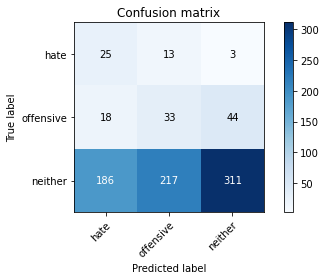 Confusion matrix
300
250
200
150
100
50
True label
hate
offensive
neither
25 13 3
18 33 44
186 217 311
hate
offensive
neither
Predicted label